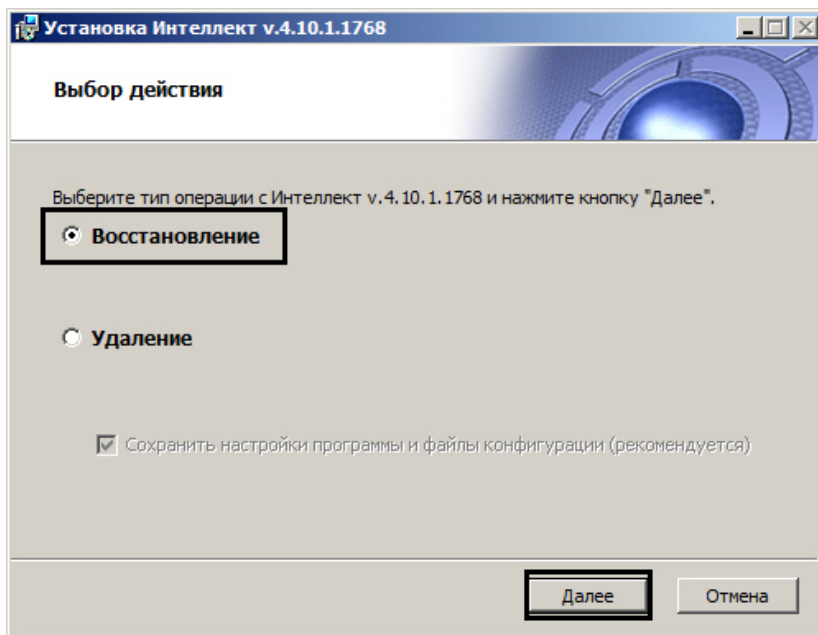 Установка Интеллект v.4.10.1.1768
Выбор действия
Выберите тип операции с Интеллект v.4.10.1.1768 и нажмите кнопку "Далее".
Восстановление
Удаление
Сохранить настройки программы и файлы конфигурации (рекомендуется)
Далее
Отмена